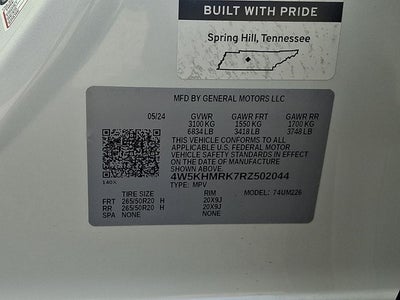 BUILT WITH PRIDE
Spring Hill, Tennessee
MFD BY GENERAL MOTORS LLC
05/24 GVWR GAWR FRT GAWR RR
3100 KG 1550 KG 1700 KG
6834 LB 3418 LB 3748 LB
THIS VEHICLE CONFORMS TO ALL
APPLICABLE U.S. FEDERAL MOTOR
VEHICLE SAFETY STANDARDS IN EFFECT
ON THE DATE OF MANUFACTURE
SHOWN ABOVE.
4W5KHMRK7RZ502044
TYPE: MPV MODEL: 74UM226
140X
TIRE SIZE RIM
FRT 265/50R20 H 20X9J
RR 265/50R20 H 20X9J
SPA NONE NONE